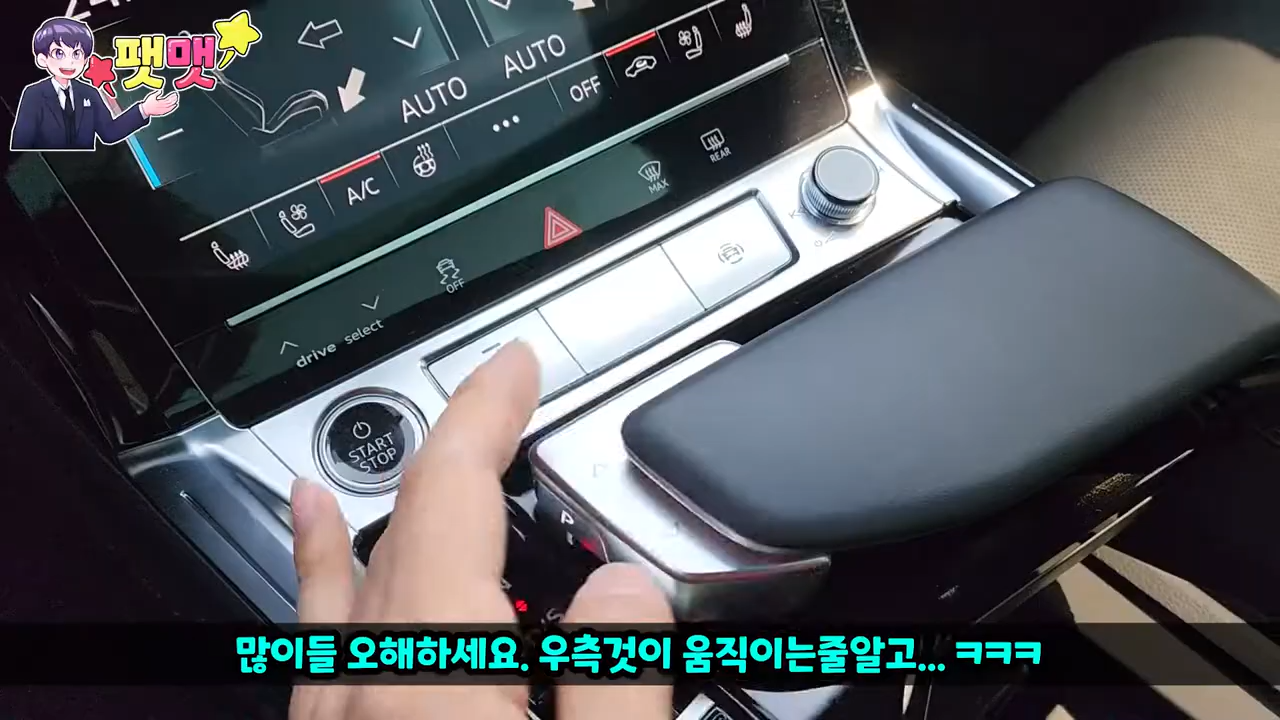 팻맷
AUTO
AUTO
OFF
A/C
MAX
REAR
OFF
drive select
START
STOP
P
많이들 오해하세요. 우측것이 움직이는줄알고... ㅋㅋㅋ